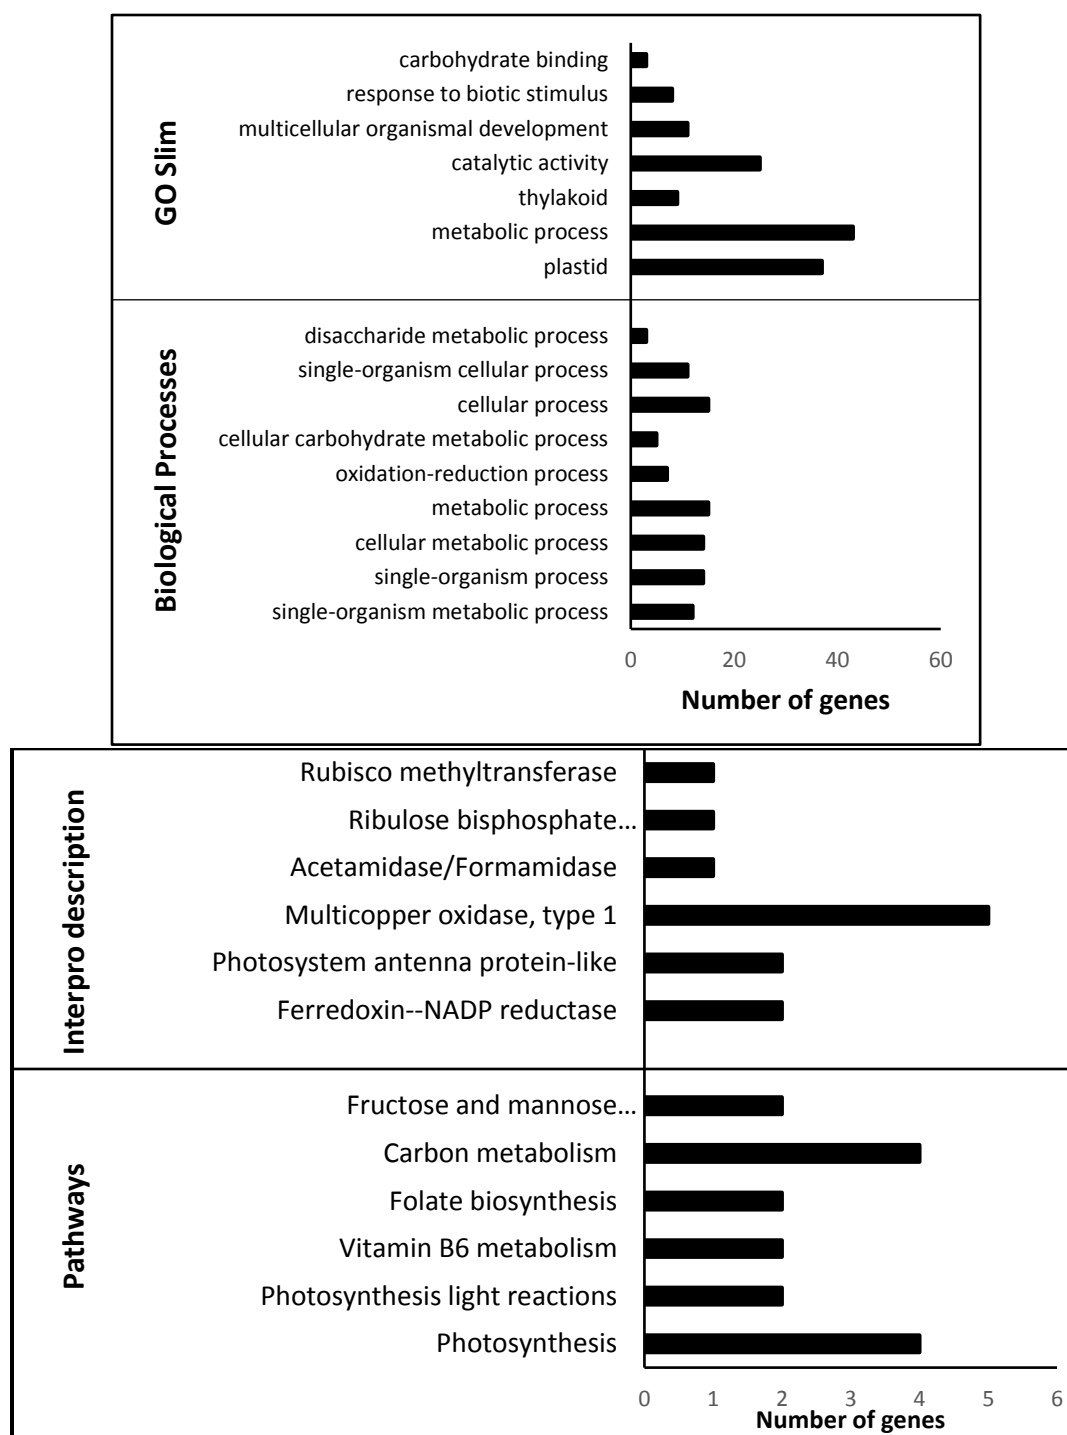 GO Slim
carbohydrate binding
response to biotic stimulus
multicellular organismal development
catalytic activity
thylakoid
metabolic process
plastid
Biological Processes
disaccharide metabolic process
single-organism cellular process
cellular process
cellular carbohydrate metabolic process
oxidation-reduction process
metabolic process
cellular metabolic process
single-organism process
single-organism metabolic process
0 20 40 60
Number of genes
Interpro description
Rubisco methyltransferase
Ribulose bisphosphate...
Acetamidase/Formamidase
Multicopper oxidase, type 1
Photosystem antenna protein-like
Ferredoxin--NADP reductase
Pathways
Fructose and mannose...
Carbon metabolism
Folate biosynthesis
Vitamin B6 metabolism
Photosynthesis light reactions
Photosynthesis
0 1 2 3 4 5 6
Number of genes